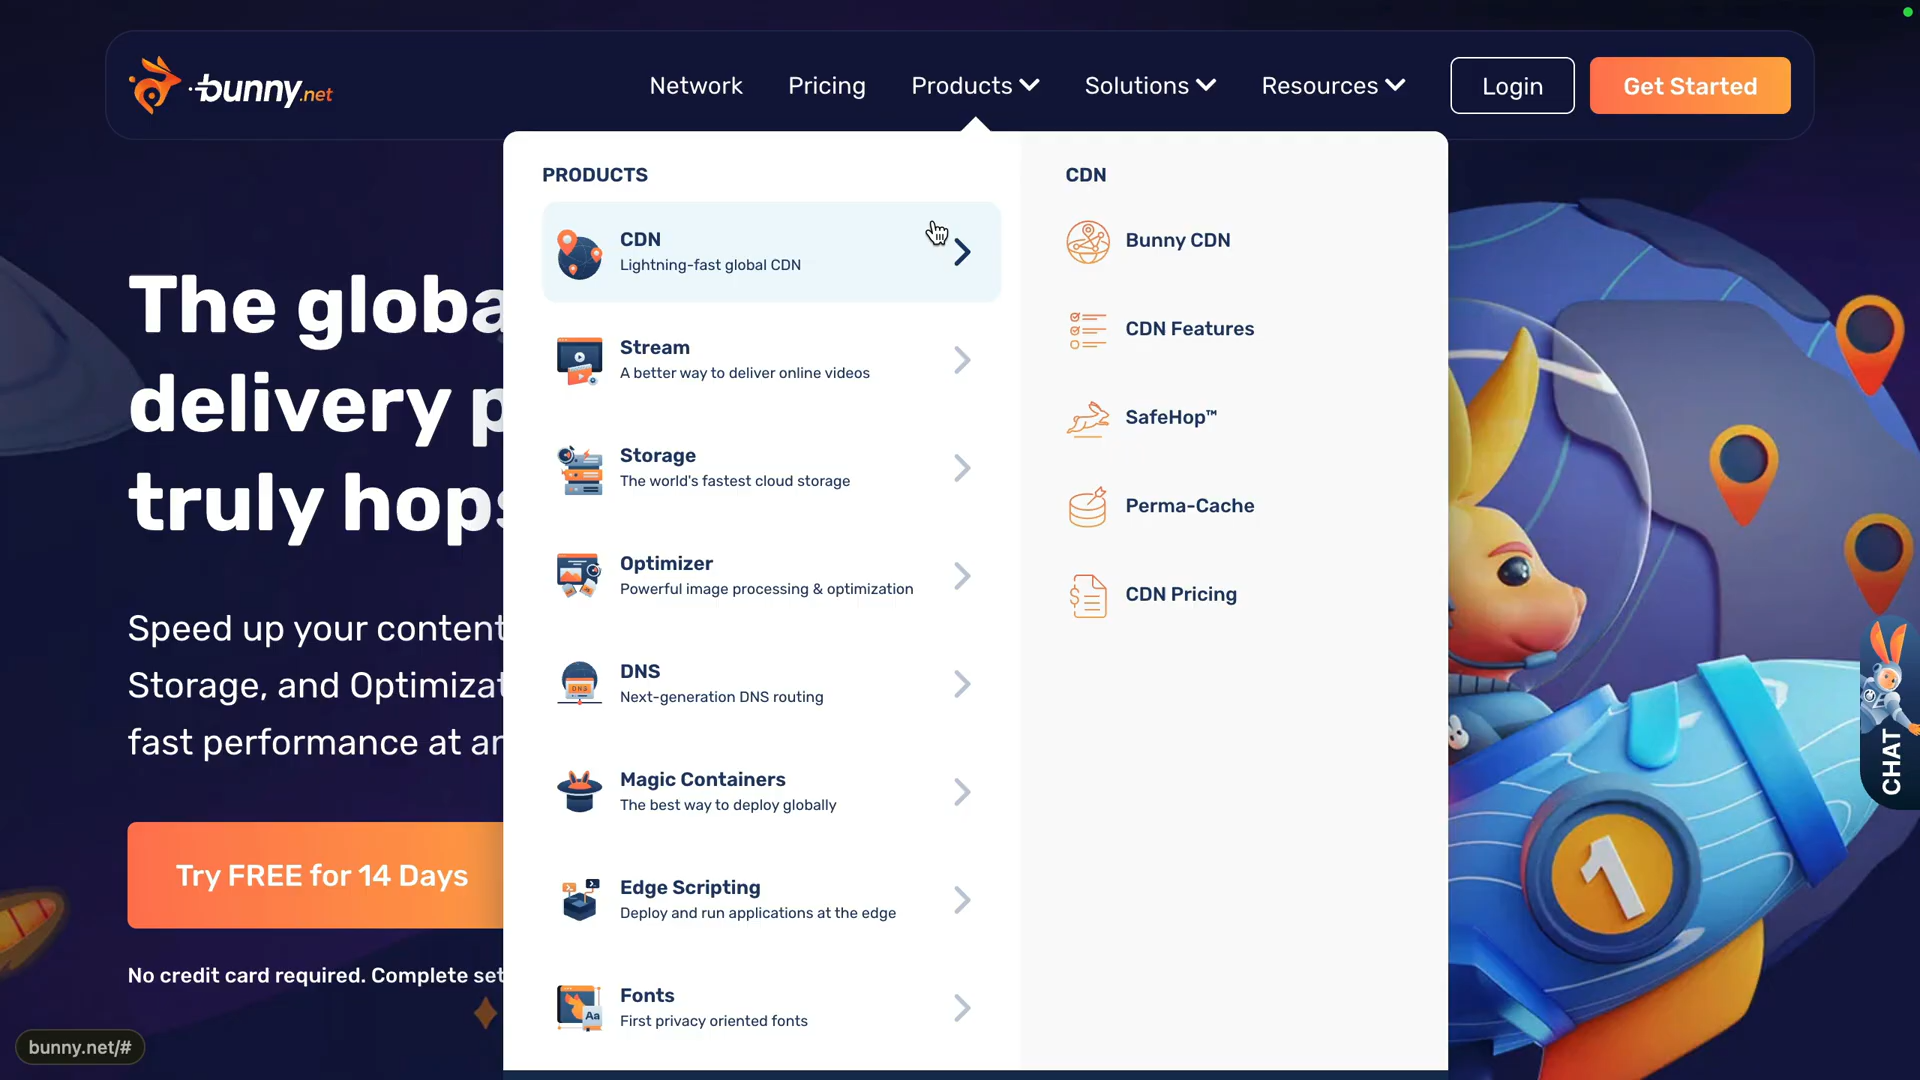 bunny.net
Network
Pricing
Products
Solutions
Resources
Login
Get Started
The globa
delivery p
truly hops
Speed up your content
Storage, and Optimizat
fast performance at an
Try FREE for 14 Days
No credit card required. Complete set
PRODUCTS
CDN
Lightning-fast global CDN
Stream
A better way to deliver online videos
Storage
The world's fastest cloud storage
Optimizer
Powerful image processing & optimization
DNS
DNS
Next-generation DNS routing
Magic Containers
The best way to deploy globally
Edge Scripting
Deploy and run applications at the edge
Aa
Fonts
First privacy oriented fonts
CDN
Bunny CDN
CDN Features
SafeHop™
Perma-Cache
CDN Pricing
1
CHAT
bunny.net/#